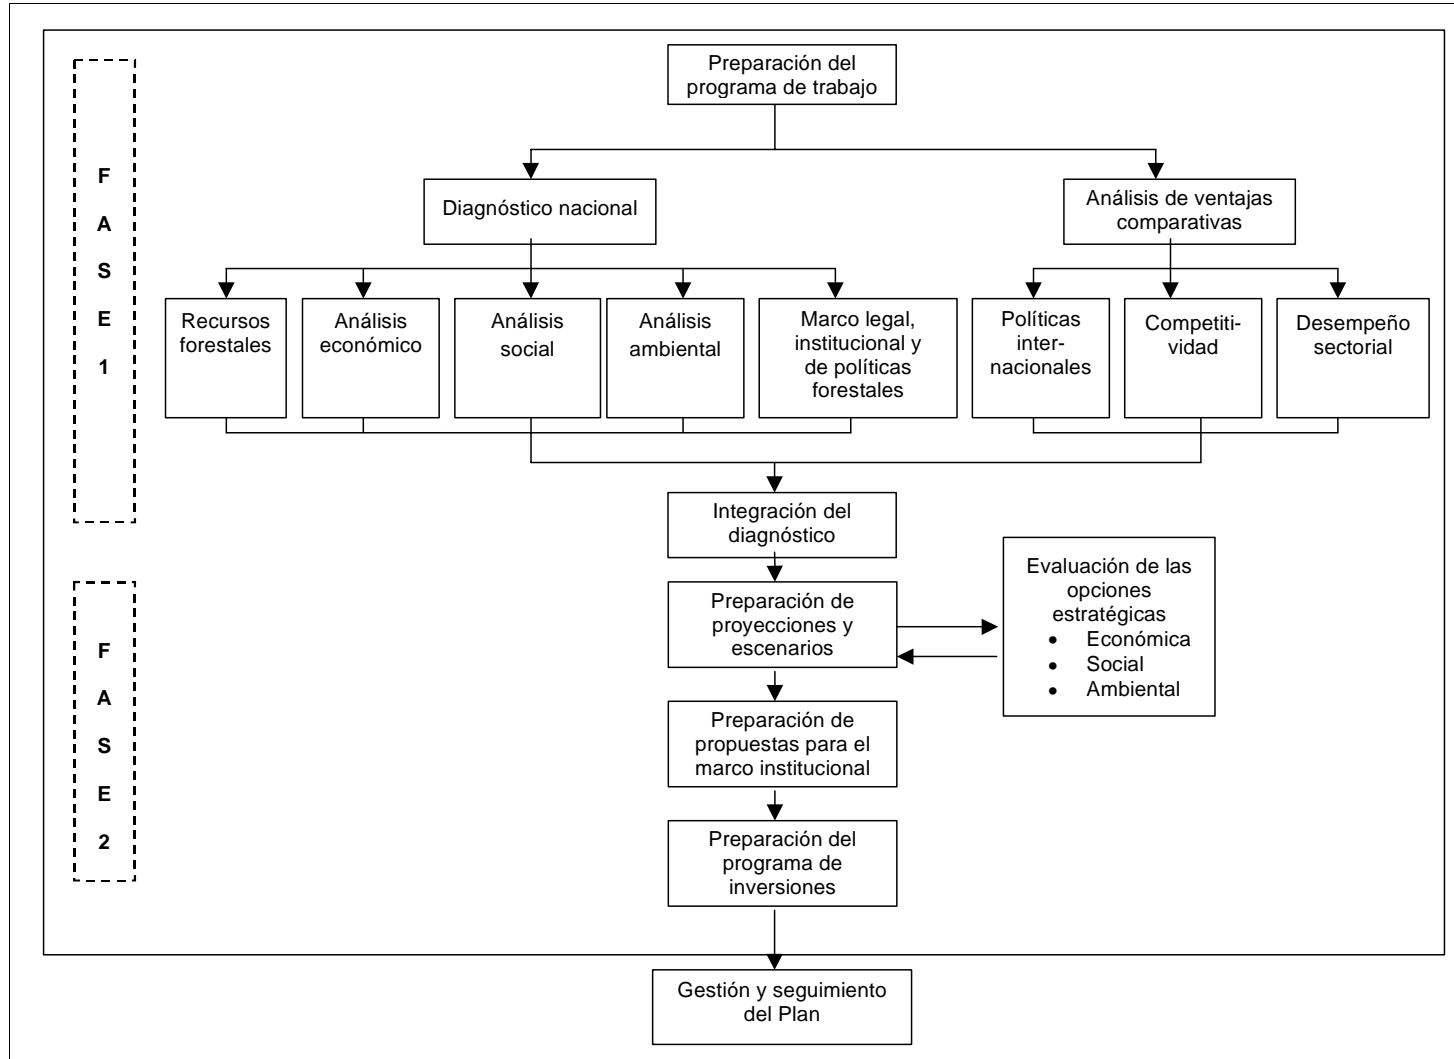 Preparación del
programa de trabajo
F
A
S
E
1
Diagnóstico nacional
Análisis de ventajas
comparativas
Recursos
forestales
Análisis
económico
Análisis
social
Análisis
ambiental
Marco legal,
institucional y
de políticas
forestales
Políticas
inter-
nacionales
Competiti-
vidad
Desempeño
sectorial
Integración del
diagnóstico
F
A
S
E
2
Preparación de
proyecciones y
escenarios
Evaluación de las
opciones
estratégicas
• Económica
• Social
• Ambiental
Preparación de
propuestas para el
marco institucional
Preparación del
programa de
inversiones
Gestión y seguimiento
del Plan